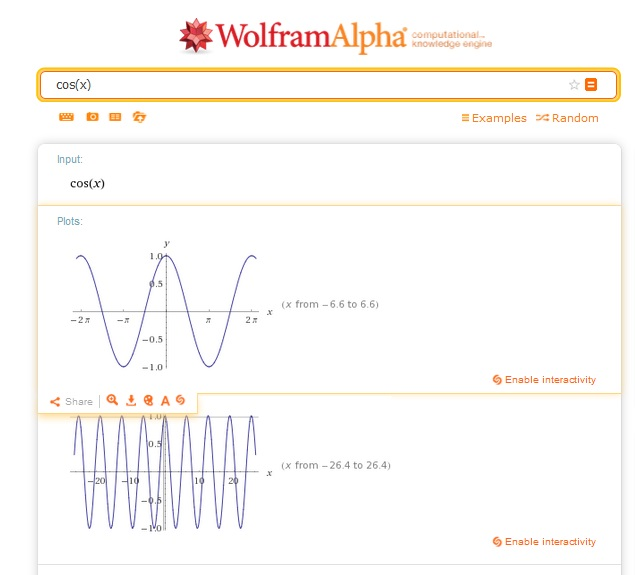 WolframAlpha computational... knowledge engine
cos(x)
Examples Random
Input:
cos(x)
Plots:
y
1.0
0.5
x
−2 π −π π 2 π
−0.5
−1.0
(x from −6.6 to 6.6)
Enable interactivity
Share A
1.0
0.5
x
−20 −10 10 20
−0.5
−1.0
(x from −26.4 to 26.4)
Enable interactivity